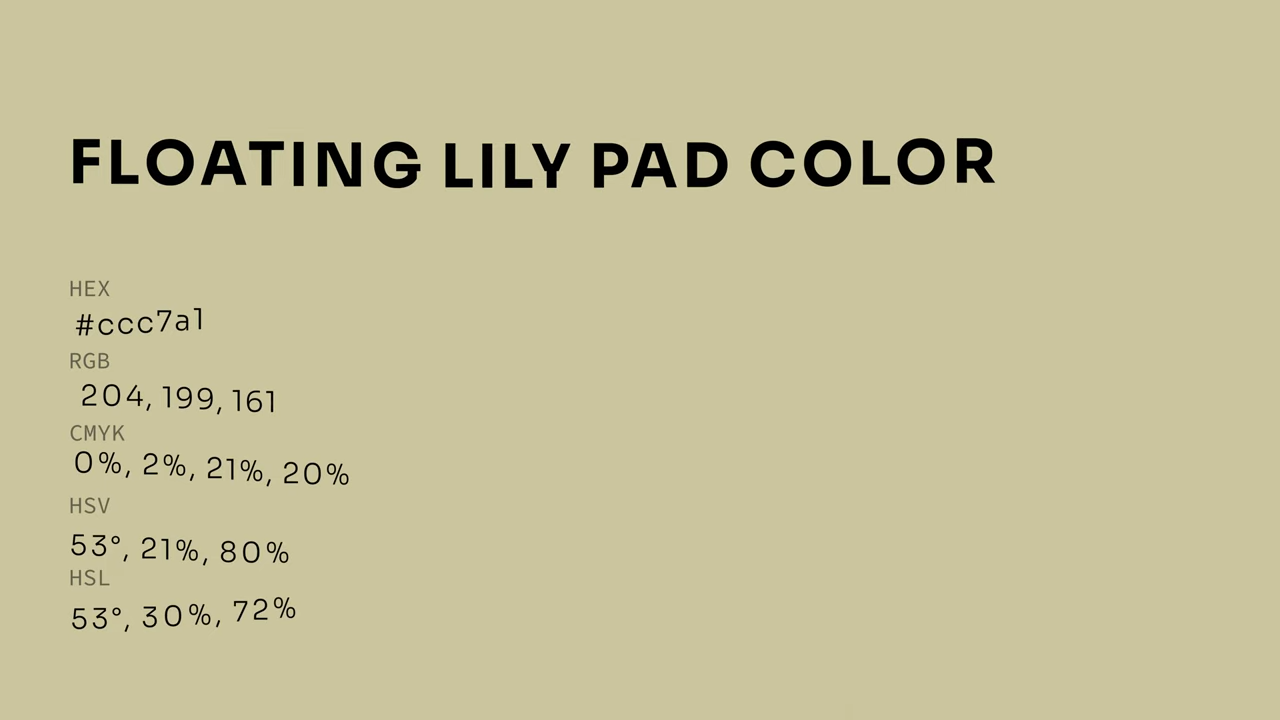 FLOATING LILY PAD COLOR
HEX
#ccc7a1
RGB
204, 199, 161
CMYK
0%, 2%, 21%, 20%
HSV
53°, 21%, 80%
HSL
53°, 30%, 72%